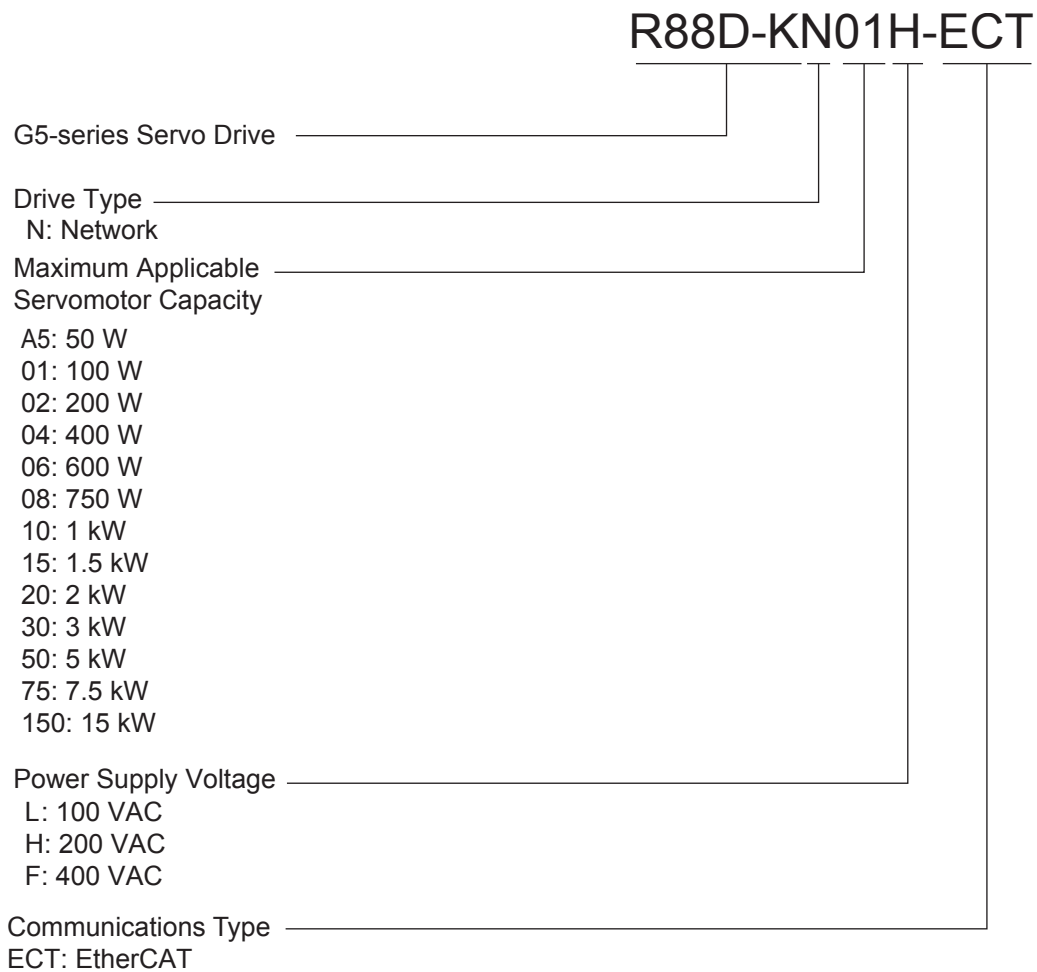 R88D-KN01H-ECT
G5-series Servo Drive
Drive Type
N: Network
Maximum Applicable
Servomotor Capacity
A5: 50 W
01: 100 W
02: 200 W
04: 400 W
06: 600 W
08: 750 W
10: 1 kW
15: 1.5 kW
20: 2 kW
30: 3 kW
50: 5 kW
75: 7.5 kW
150: 15 kW
Power Supply Voltage
L: 100 VAC
H: 200 VAC
F: 400 VAC
Communications Type
ECT: EtherCAT